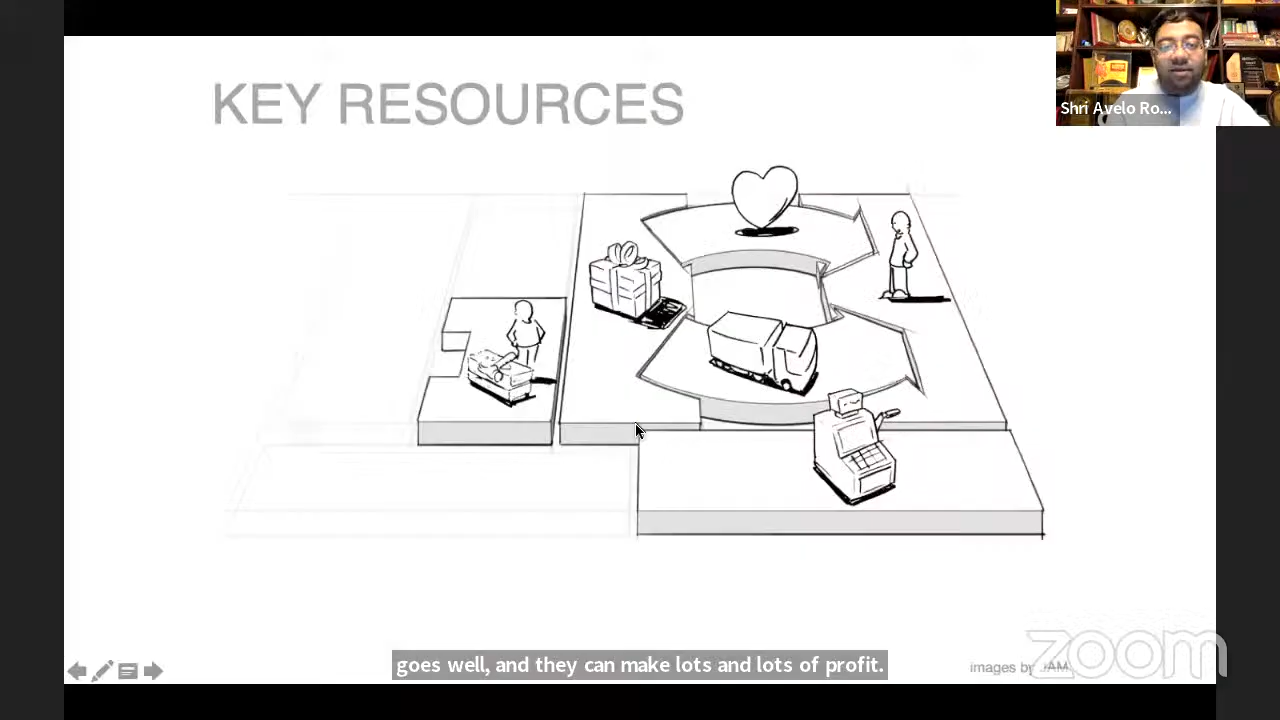 KEY RESOURCES
Shri Avelo Ro...
goes well, and they can make lots and lots of profit.
images by JAM
zoom